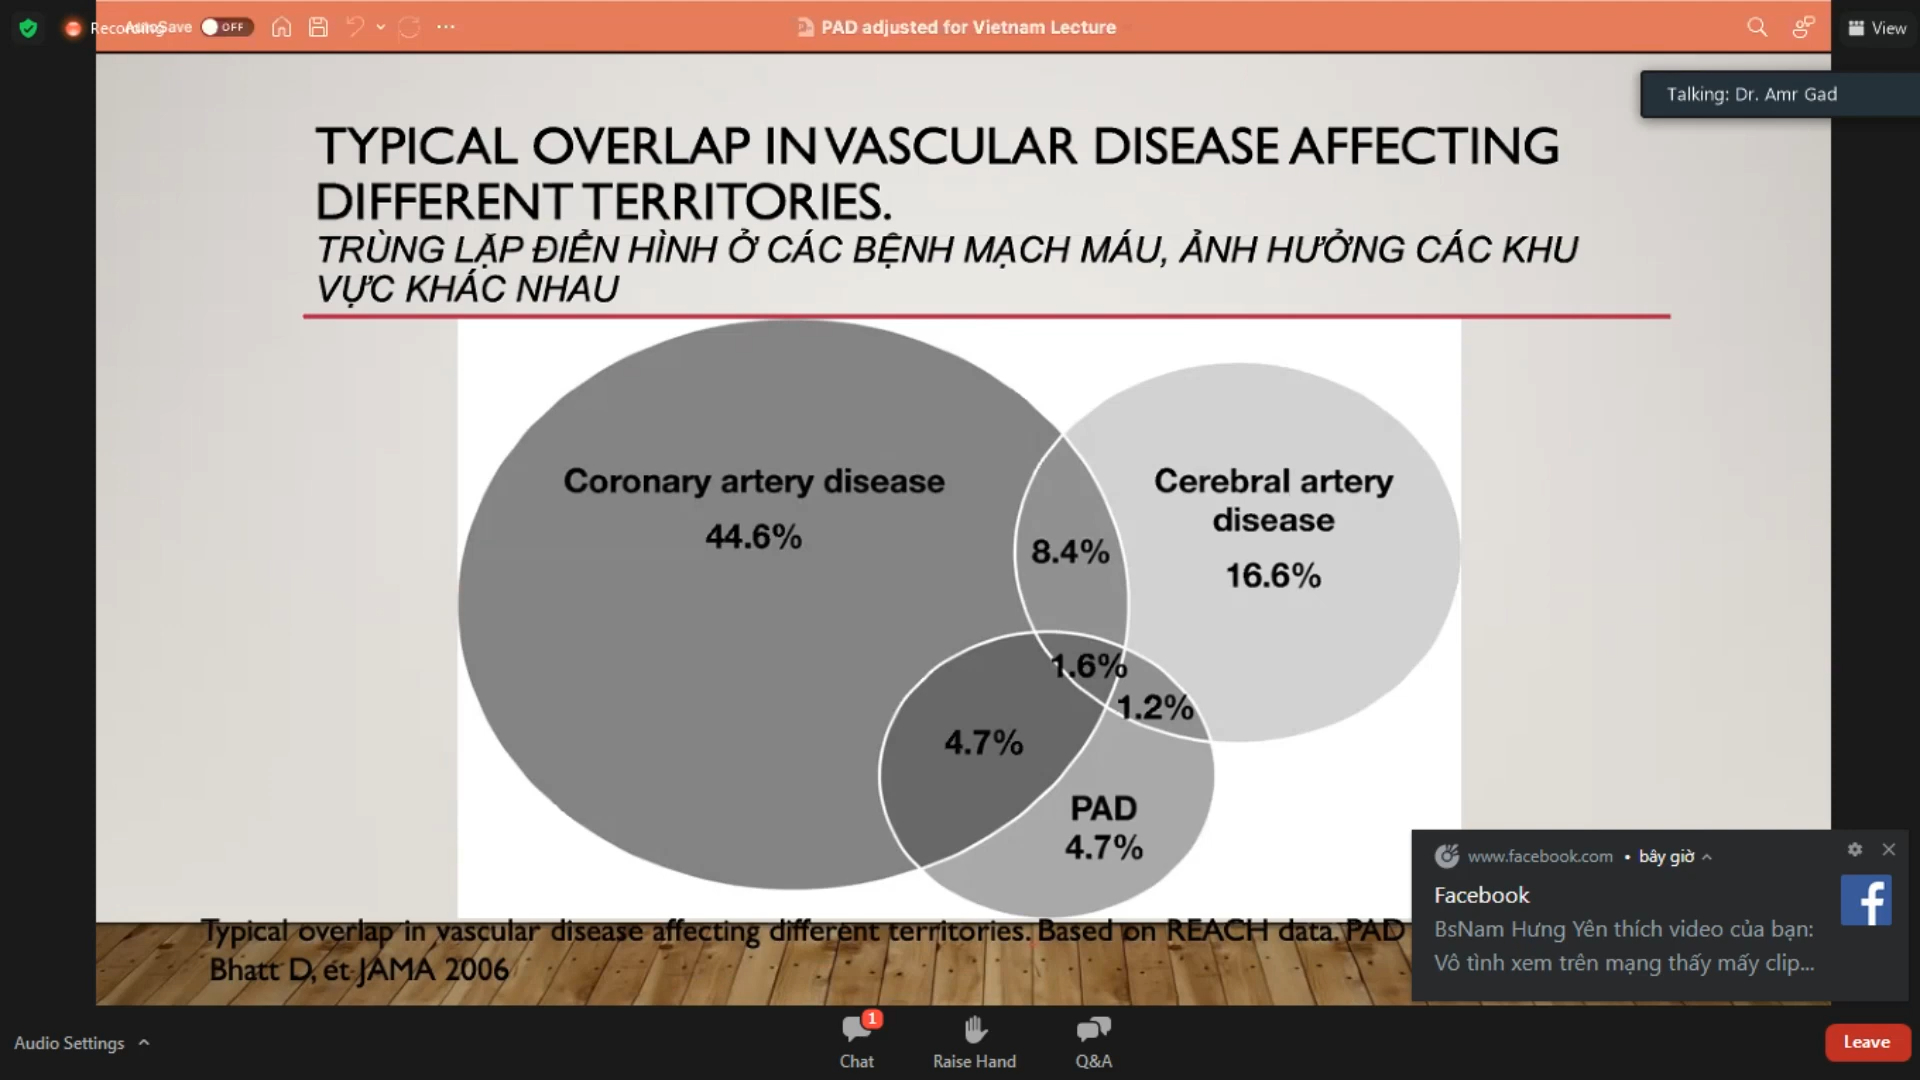 Recording
AutoSave OFF
PAD adjusted for Vietnam Lecture
View
Talking: Dr. Amr Gad
TYPICAL OVERLAP IN VASCULAR DISEASE AFFECTING
DIFFERENT TERRITORIES.
TRÙNG LẶP ĐIỂN HÌNH Ở CÁC BỆNH MẠCH MÁU, ẢNH HƯỞNG CÁC KHU
VỰC KHÁC NHAU
Coronary artery disease
44.6%
Cerebral artery
disease
16.6%
8.4%
1.6%
1.2%
4.7%
PAD
4.7%
Typical overlap in vascular disease affecting different territories. Based on REACH data. PAD
Bhatt D, et JAMA 2006
www.facebook.com • bây giờ
Facebook
BsNam Hưng Yên thích video của bạn:
Vô tình xem trên mạng thấy mấy clip...
Audio Settings
1
Chat
Raise Hand
Q&A
Leave